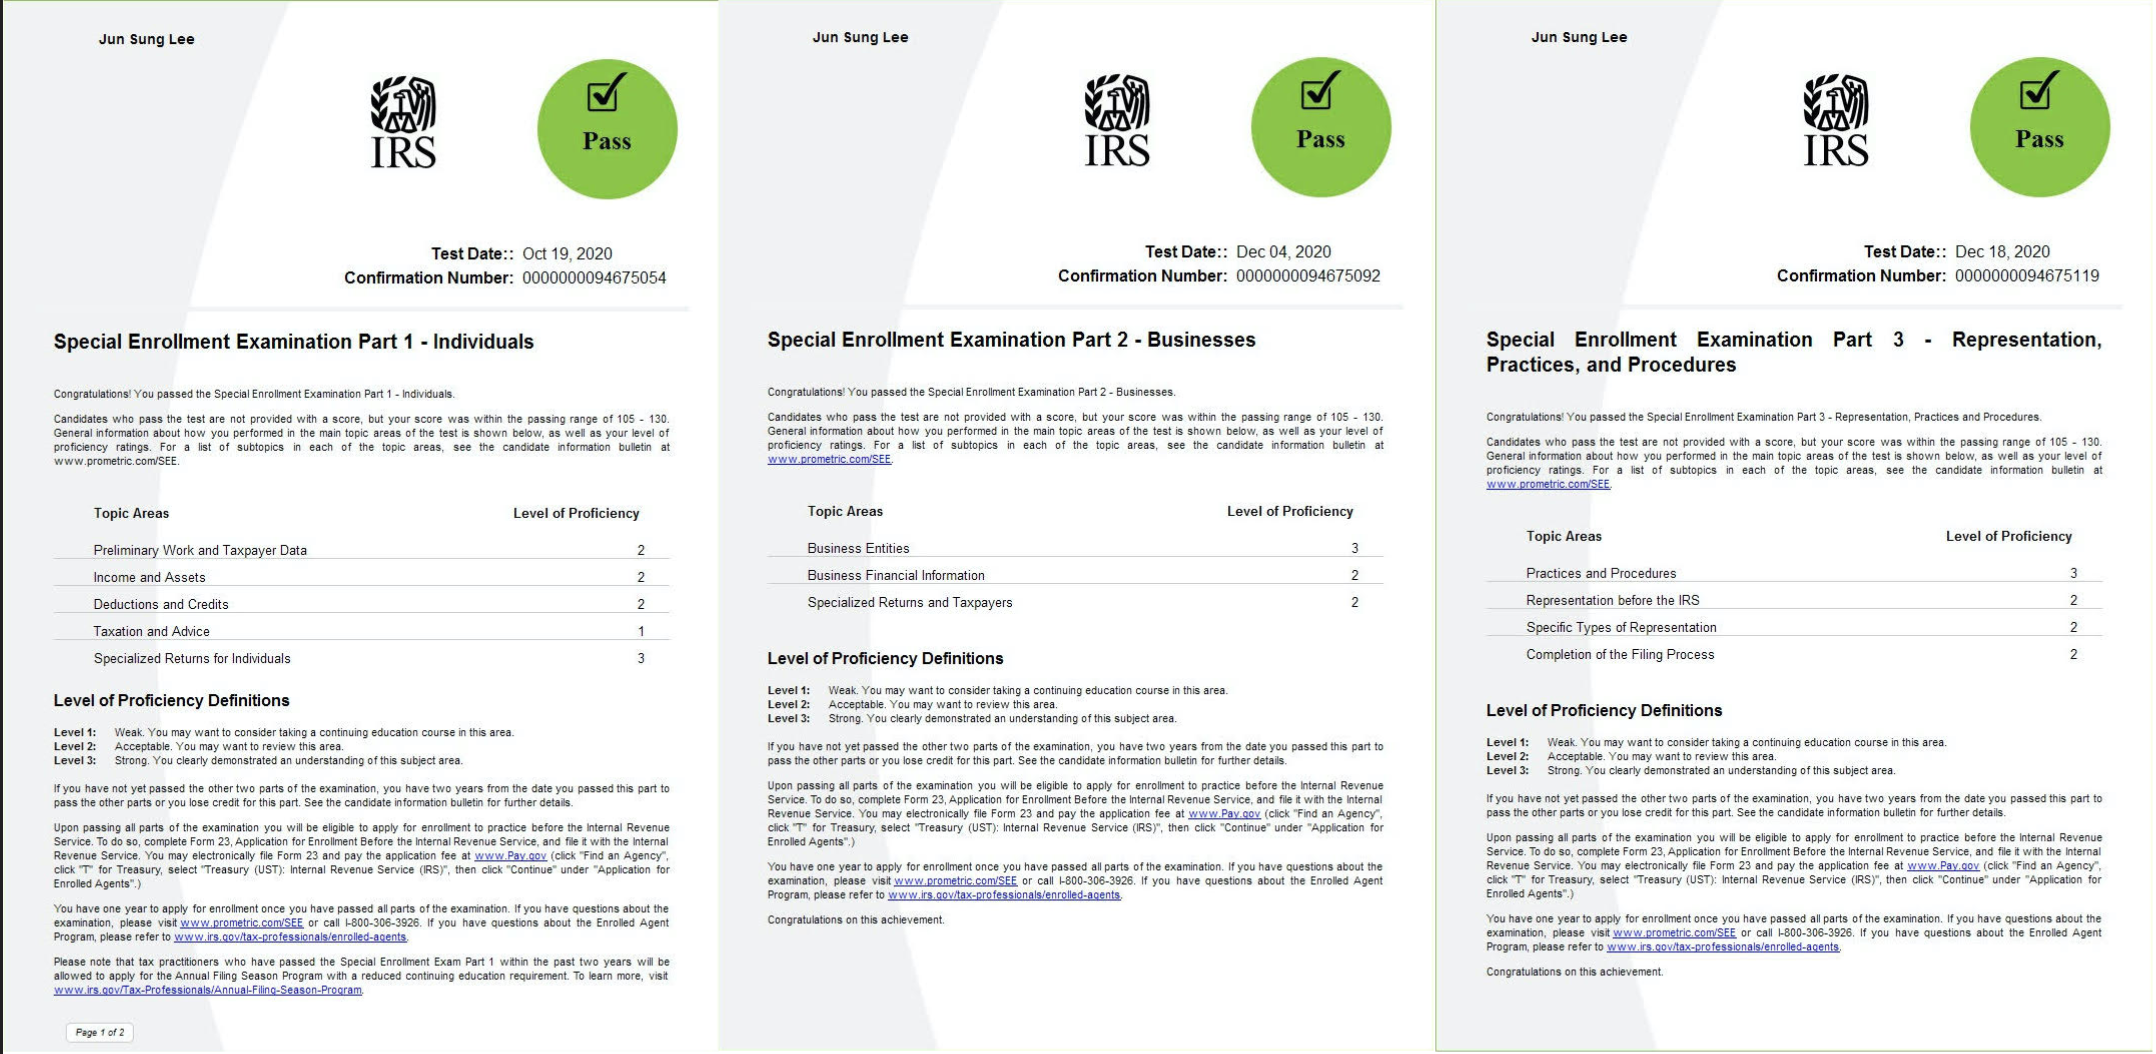 Jun Sung Lee
IRS
Pass
Test Date:: Oct 19, 2020
Confirmation Number: 0000000094675054
Special Enrollment Examination Part 1 - Individuals
Congratulations! You passed the Special Enrollment Examination Part 1 - Individuals.
Candidates who pass the test are not provided with a score, but your score was within the passing range of 105 - 130.
General information about how you performed in the main topic areas of the test is shown below, as well as your level of
proficiency ratings. For a list of subtopics in each of the topic areas, see the candidate information bulletin at
www.prometric.com/SEE.
Topic Areas Level of Proficiency
Preliminary Work and Taxpayer Data 2
Income and Assets 2
Deductions and Credits 2
Taxation and Advice 1
Specialized Returns for Individuals 3
Level of Proficiency Definitions
Level 1: Weak. You may want to consider taking a continuing education course in this area.
Level 2: Acceptable. You may want to review this area.
Level 3: Strong. You clearly demonstrated an understanding of this subject area.
If you have not yet passed the other two parts of the examination, you have two years from the date you passed this part to
pass the other parts or you lose credit for this part. See the candidate information bulletin for further details.
Upon passing all parts of the examination you will be eligible to apply for enrollment to practice before the Internal Revenue
Service. To do so, complete Form 23, Application for Enrollment Before the Internal Revenue Service, and file it with the Internal
Revenue Service. You may electronically file Form 23 and pay the application fee at www.Pay.gov (click "Find an Agency",
click "T" for Treasury, select "Treasury (UST): Internal Revenue Service (IRS)", then click "Continue" under "Application for
Enrolled Agents".)
You have one year to apply for enrollment once you have passed all parts of the examination. If you have questions about the
examination, please visit www.prometric.com/SEE or call I-800-306-3926. If you have questions about the Enrolled Agent
Program, please refer to www.irs.gov/tax-professionals/enrolled-agents.
Please note that tax practitioners who have passed the Special Enrollment Exam Part 1 within the past two years will be
allowed to apply for the Annual Filing Season Program with a reduced continuing education requirement. To learn more, visit
www.irs.gov/Tax-Professionals/Annual-Filing-Season-Program.
Page 1 of 2
Jun Sung Lee
IRS
Pass
Test Date:: Dec 04, 2020
Confirmation Number: 0000000094675092
Special Enrollment Examination Part 2 - Businesses
Congratulations! You passed the Special Enrollment Examination Part 2 - Businesses.
Candidates who pass the test are not provided with a score, but your score was within the passing range of 105 - 130.
General information about how you performed in the main topic areas of the test is shown below, as well as your level of
proficiency ratings. For a list of subtopics in each of the topic areas, see the candidate information bulletin at
www.prometric.com/SEE.
Topic Areas Level of Proficiency
Business Entities 3
Business Financial Information 2
Specialized Returns and Taxpayers 2
Level of Proficiency Definitions
Level 1: Weak. You may want to consider taking a continuing education course in this area.
Level 2: Acceptable. You may want to review this area.
Level 3: Strong. You clearly demonstrated an understanding of this subject area.
If you have not yet passed the other two parts of the examination, you have two years from the date you passed this part to
pass the other parts or you lose credit for this part. See the candidate information bulletin for further details.
Upon passing all parts of the examination you will be eligible to apply for enrollment to practice before the Internal Revenue
Service. To do so, complete Form 23, Application for Enrollment Before the Internal Revenue Service, and file it with the Internal
Revenue Service. You may electronically file Form 23 and pay the application fee at www.Pay.gov (click "Find an Agency",
click "T" for Treasury, select "Treasury (UST): Internal Revenue Service (IRS)", then click "Continue" under "Application for
Enrolled Agents".)
You have one year to apply for enrollment once you have passed all parts of the examination. If you have questions about the
examination, please visit www.prometric.com/SEE or call I-800-306-3926. If you have questions about the Enrolled Agent
Program, please refer to www.irs.gov/tax-professionals/enrolled-agents.
Congratulations on this achievement.
Jun Sung Lee
IRS
Pass
Test Date:: Dec 18, 2020
Confirmation Number: 0000000094675119
Special Enrollment Examination Part 3 - Representation,
Practices, and Procedures
Congratulations! You passed the Special Enrollment Examination Part 3 - Representation, Practices and Procedures.
Candidates who pass the test are not provided with a score, but your score was within the passing range of 105 - 130.
General information about how you performed in the main topic areas of the test is shown below, as well as your level of
proficiency ratings. For a list of subtopics in each of the topic areas, see the candidate information bulletin at
www.prometric.com/SEE.
Topic Areas Level of Proficiency
Practices and Procedures 3
Representation before the IRS 2
Specific Types of Representation 2
Completion of the Filing Process 2
Level of Proficiency Definitions
Level 1: Weak. You may want to consider taking a continuing education course in this area.
Level 2: Acceptable. You may want to review this area.
Level 3: Strong. You clearly demonstrated an understanding of this subject area.
If you have not yet passed the other two parts of the examination, you have two years from the date you passed this part to
pass the other parts or you lose credit for this part. See the candidate information bulletin for further details.
Upon passing all parts of the examination you will be eligible to apply for enrollment to practice before the Internal Revenue
Service. To do so, complete Form 23, Application for Enrollment Before the Internal Revenue Service, and file it with the Internal
Revenue Service. You may electronically file Form 23 and pay the application fee at www.Pay.gov (click "Find an Agency",
click "T" for Treasury, select "Treasury (UST): Internal Revenue Service (IRS)", then click "Continue" under "Application for
Enrolled Agents".)
You have one year to apply for enrollment once you have passed all parts of the examination. If you have questions about the
examination, please visit www.prometric.com/SEE or call I-800-306-3926. If you have questions about the Enrolled Agent
Program, please refer to www.irs.gov/tax-professionals/enrolled-agents.
Congratulations on this achievement.